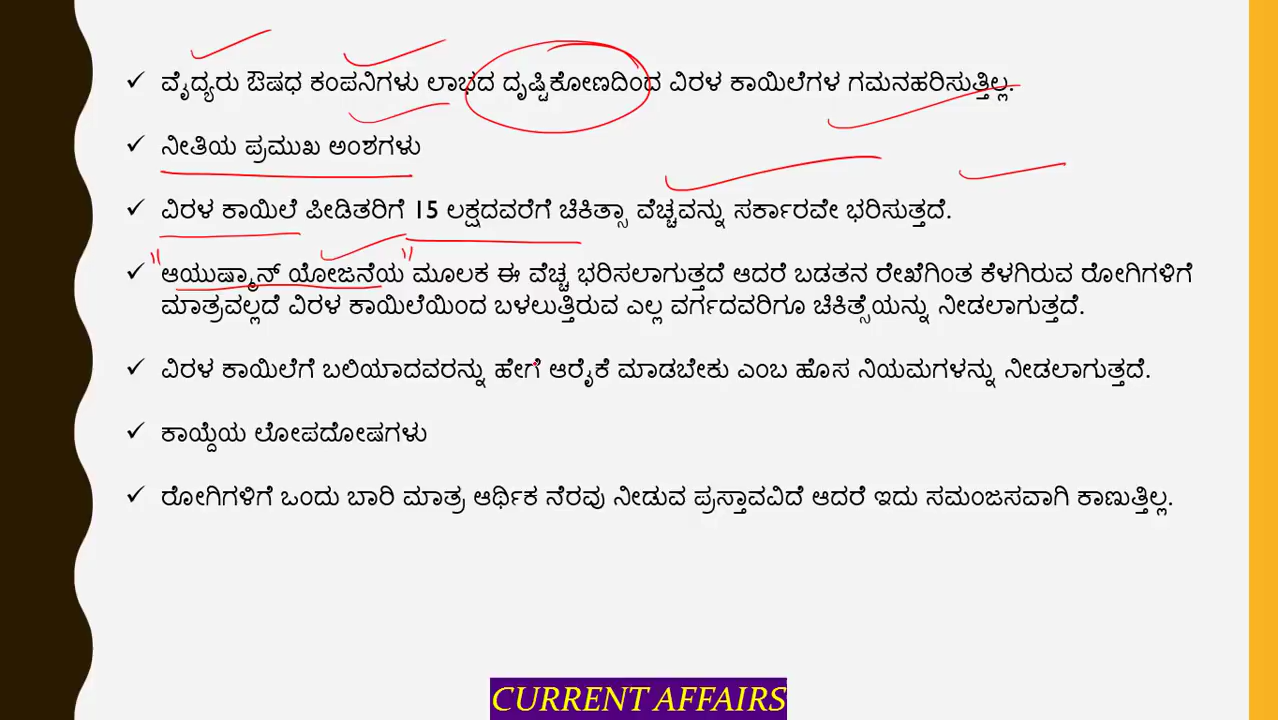 ವೈದ್ಯರು ಔಷಧ ಕಂಪನಿಗಳು ಲಾಭದ ದೃಷ್ಟಿಕೋಣದಿಂದ ವಿರಳ ಕಾಯಿಲೆಗಳ ಗಮನಹರಿಸುತ್ತಿಲ್ಲ.
ನೀತಿಯ ಪ್ರಮುಖ ಅಂಶಗಳು
ವಿರಳ ಕಾಯಿಲೆ ಪೀಡಿತರಿಗೆ 15 ಲಕ್ಷದವರೆಗೆ ಚಿಕಿತ್ಸಾ ವೆಚ್ಚವನ್ನು ಸರ್ಕಾರವೇ ಭರಿಸುತ್ತದೆ.
"ಆಯುಷ್ಮಾನ್ ಯೋಜನೆಯ" ಮೂಲಕ ಈ ವೆಚ್ಚ ಭರಿಸಲಾಗುತ್ತದೆ ಆದರೆ ಬಡತನ ರೇಖೆಗಿಂತ ಕೆಳಗಿರುವ ರೋಗಿಗಳಿಗೆ
ಮಾತ್ರವಲ್ಲದೆ ವಿರಳ ಕಾಯಿಲೆಯಿಂದ ಬಳಲುತ್ತಿರುವ ಎಲ್ಲ ವರ್ಗದವರಿಗೂ ಚಿಕಿತ್ಸೆಯನ್ನು ನೀಡಲಾಗುತ್ತದೆ.
ವಿರಳ ಕಾಯಿಲೆಗೆ ಬಲಿಯಾದವರನ್ನು ಹೇಗೆ ಆರೈಕೆ ಮಾಡಬೇಕು ಎಂಬ ಹೊಸ ನಿಯಮಗಳನ್ನು ನೀಡಲಾಗುತ್ತದೆ.
ಕಾಯ್ದೆಯ ಲೋಪದೋಷಗಳು
ರೋಗಿಗಳಿಗೆ ಒಂದು ಬಾರಿ ಮಾತ್ರ ಆರ್ಥಿಕ ನೆರವು ನೀಡುವ ಪ್ರಸ್ತಾವವಿದೆ ಆದರೆ ಇದು ಸಮಂಜಸವಾಗಿ ಕಾಣುತ್ತಿಲ್ಲ.
CURRENT AFFAIRS